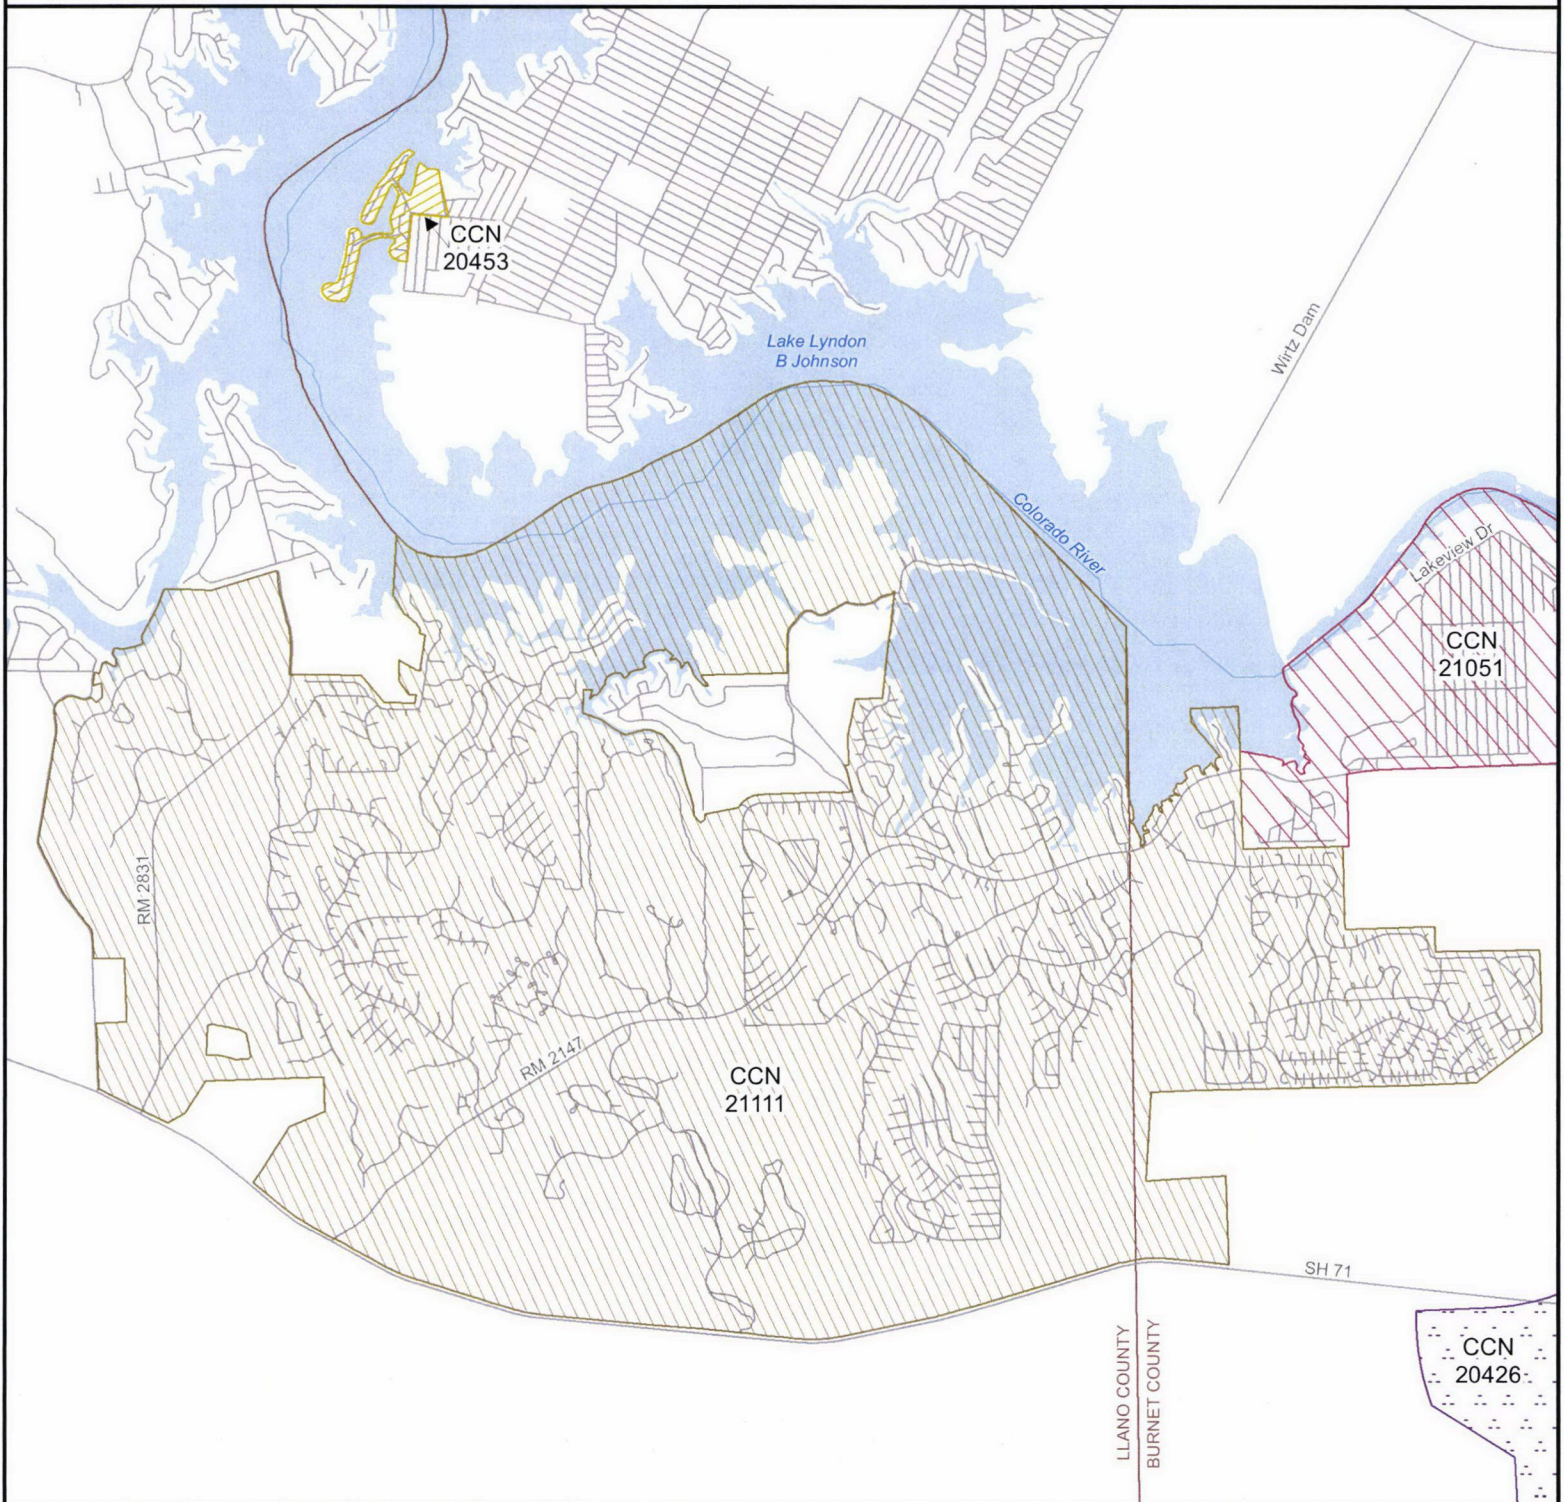 CCN
20453
Lake Lyndon
B Johnson
Wirtz Dam
Colorado River
Lakeview Dr
CCN
21051
RM 2831
RM 2147
CCN
21111
SH 71
LLANO COUNTY
BURNET COUNTY
CCN
20426